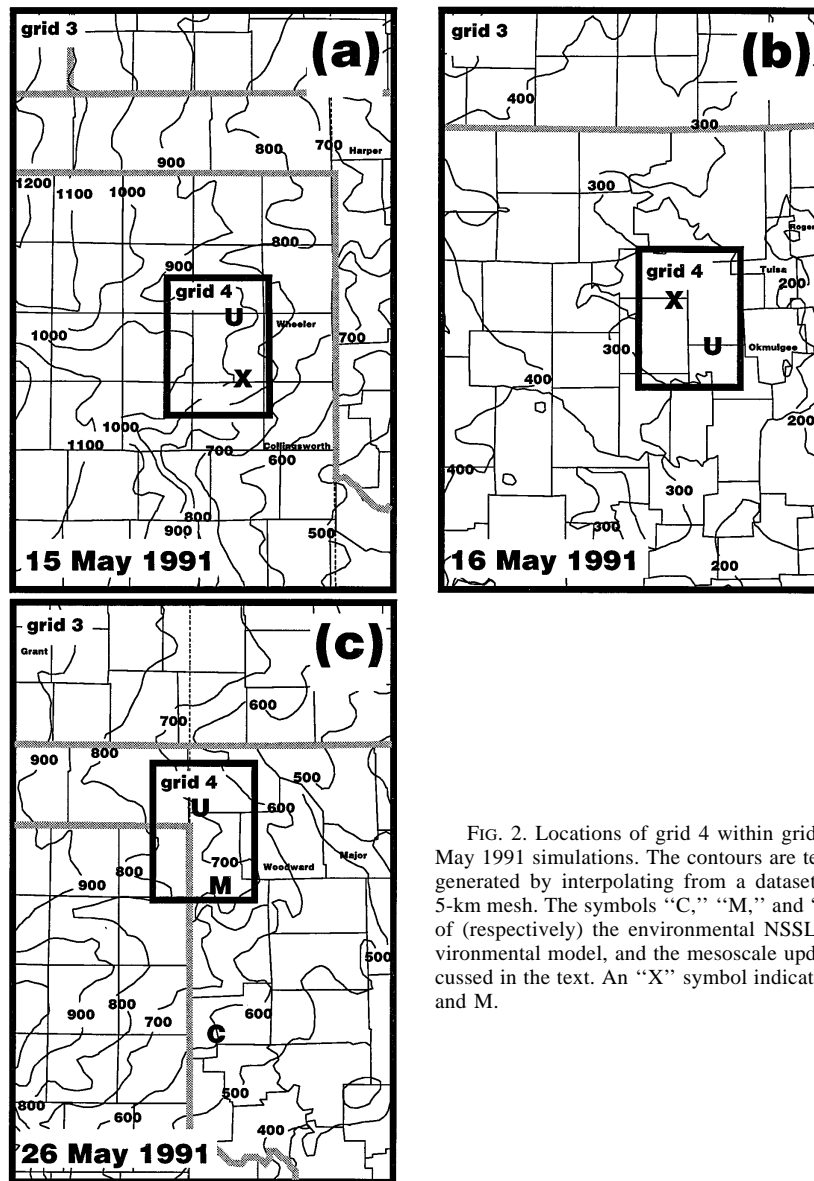 grid 3
(a)
700
Harper
800
900
1200
1100
1000
800
900
grid 4
U
Wheeler
1000
700
X
1000
1100
700
Collingsworth
600
800
900
500
15 May 1991
grid 3
(b)
400
300
300
Roger
grid 4
Tulsa
200
X
300
U
Okmulgee
400
200
400
300
300
200
16 May 1991
grid 3
(c)
Grant
600
700
900
800
500
grid 4
U
600
Major
700
Woodward
800
M
900
500
800
900
700
600
C
500
800
600
400
26 May 1991
FIG. 2. Locations of grid 4 within grid
May 1991 simulations. The contours are te
generated by interpolating from a dataset
5-km mesh. The symbols ‘‘C,’’ ‘‘M,’’ and ‘
of (respectively) the environmental NSSL
vironmental model, and the mesoscale upd
cussed in the text. An ‘‘X’’ symbol indicat
and M.